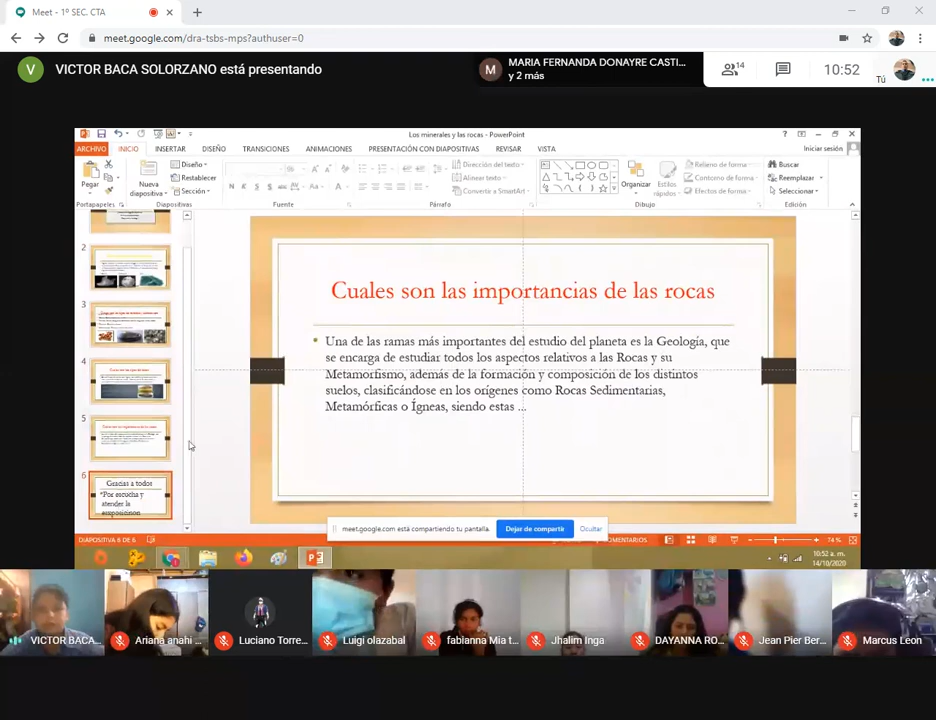 Meet - 1º SEC. CTA
meet.google.com/dra-tsbs-mps?authuser=0
V VICTOR BACA SOLORZANO está presentando
M MARIA FERNANDA DONAYRE CASTI...
y 2 más
14
10:52
Tú
Los minerales y las rocas - PowerPoint
ARCHIVO INICIO INSERTAR DISEÑO TRANSICIONES ANIMACIONES PRESENTACIÓN CON DIAPOSITIVAS REVISAR VISTA
Iniciar sesión
Pegar
Nueva
diapositiva
Diseño
Restablecer
Sección
N K S
Dirección del texto
Alinear texto
Convertir a SmartArt
Organizar
Estilos
rápidos
Relleno de forma
Contorno de forma
Efectos de forma
Buscar
Reemplazar
Seleccionar
Portapapeles Diapositivas Fuente Párrafo Dibujo Edición
2
3
4
5
6
Gracias a todos
Por escucha y
atender la
Cuales son las importancias de las rocas
Una de las ramas más importantes del estudio del planeta es la Geología, que
se encarga de estudiar todos los aspectos relativos a las Rocas y su
Metamorfismo, además de la formación y composición de los distintos
suelos, clasificándose en los orígenes como Rocas Sedimentarias,
Metamórficas o Ígneas, siendo estas ...
meet.google.com está compartiendo tu pantalla. Dejar de compartir Ocultar
DIAPOSITIVA 6 DE 6
74 %
10:52 a. m.
14/10/2020
VICTOR BACA...
Ariana anahi ...
Luciano Torre...
Luigi olazabal
fabianna Mia t...
Jhalim Inga
DAYANNA RO...
Jean Pier Ber...
Marcus Leon